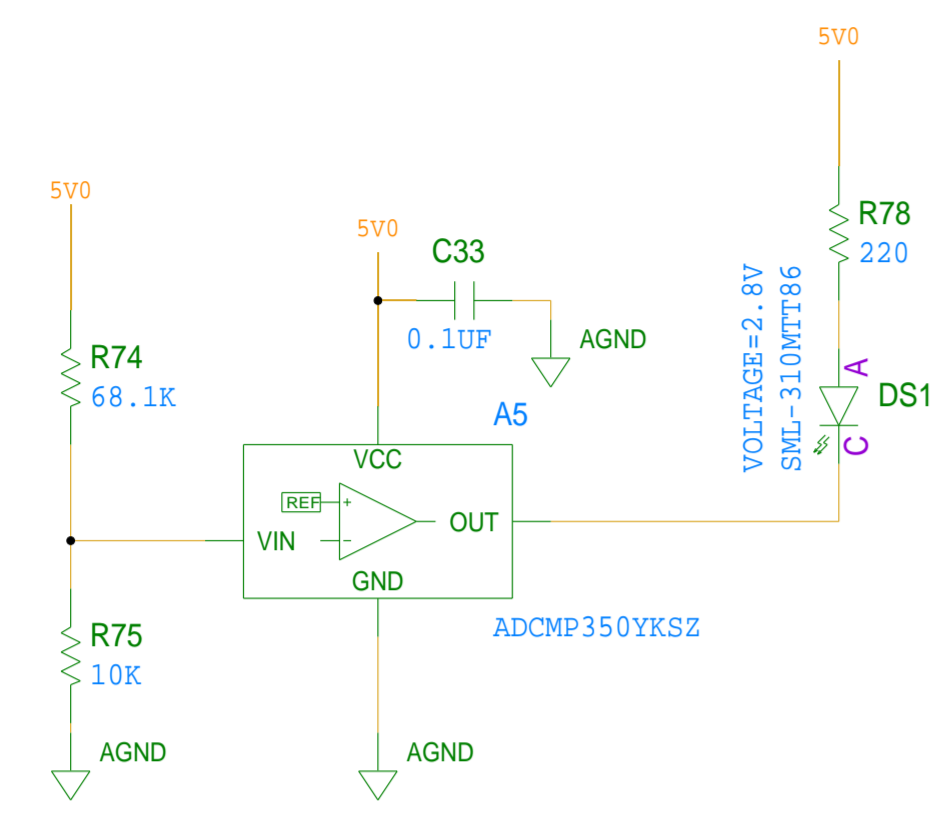 5V0
5V0
5V0
R78
220
C33
0.1UF
AGND
VOLTAGE=2.8V
SML-310MTT86
A
DS1
C
R74
68.1K
A5
VCC
REF
+
VIN
-
OUT
GND
ADCMP350YKSZ
R75
10K
AGND
AGND